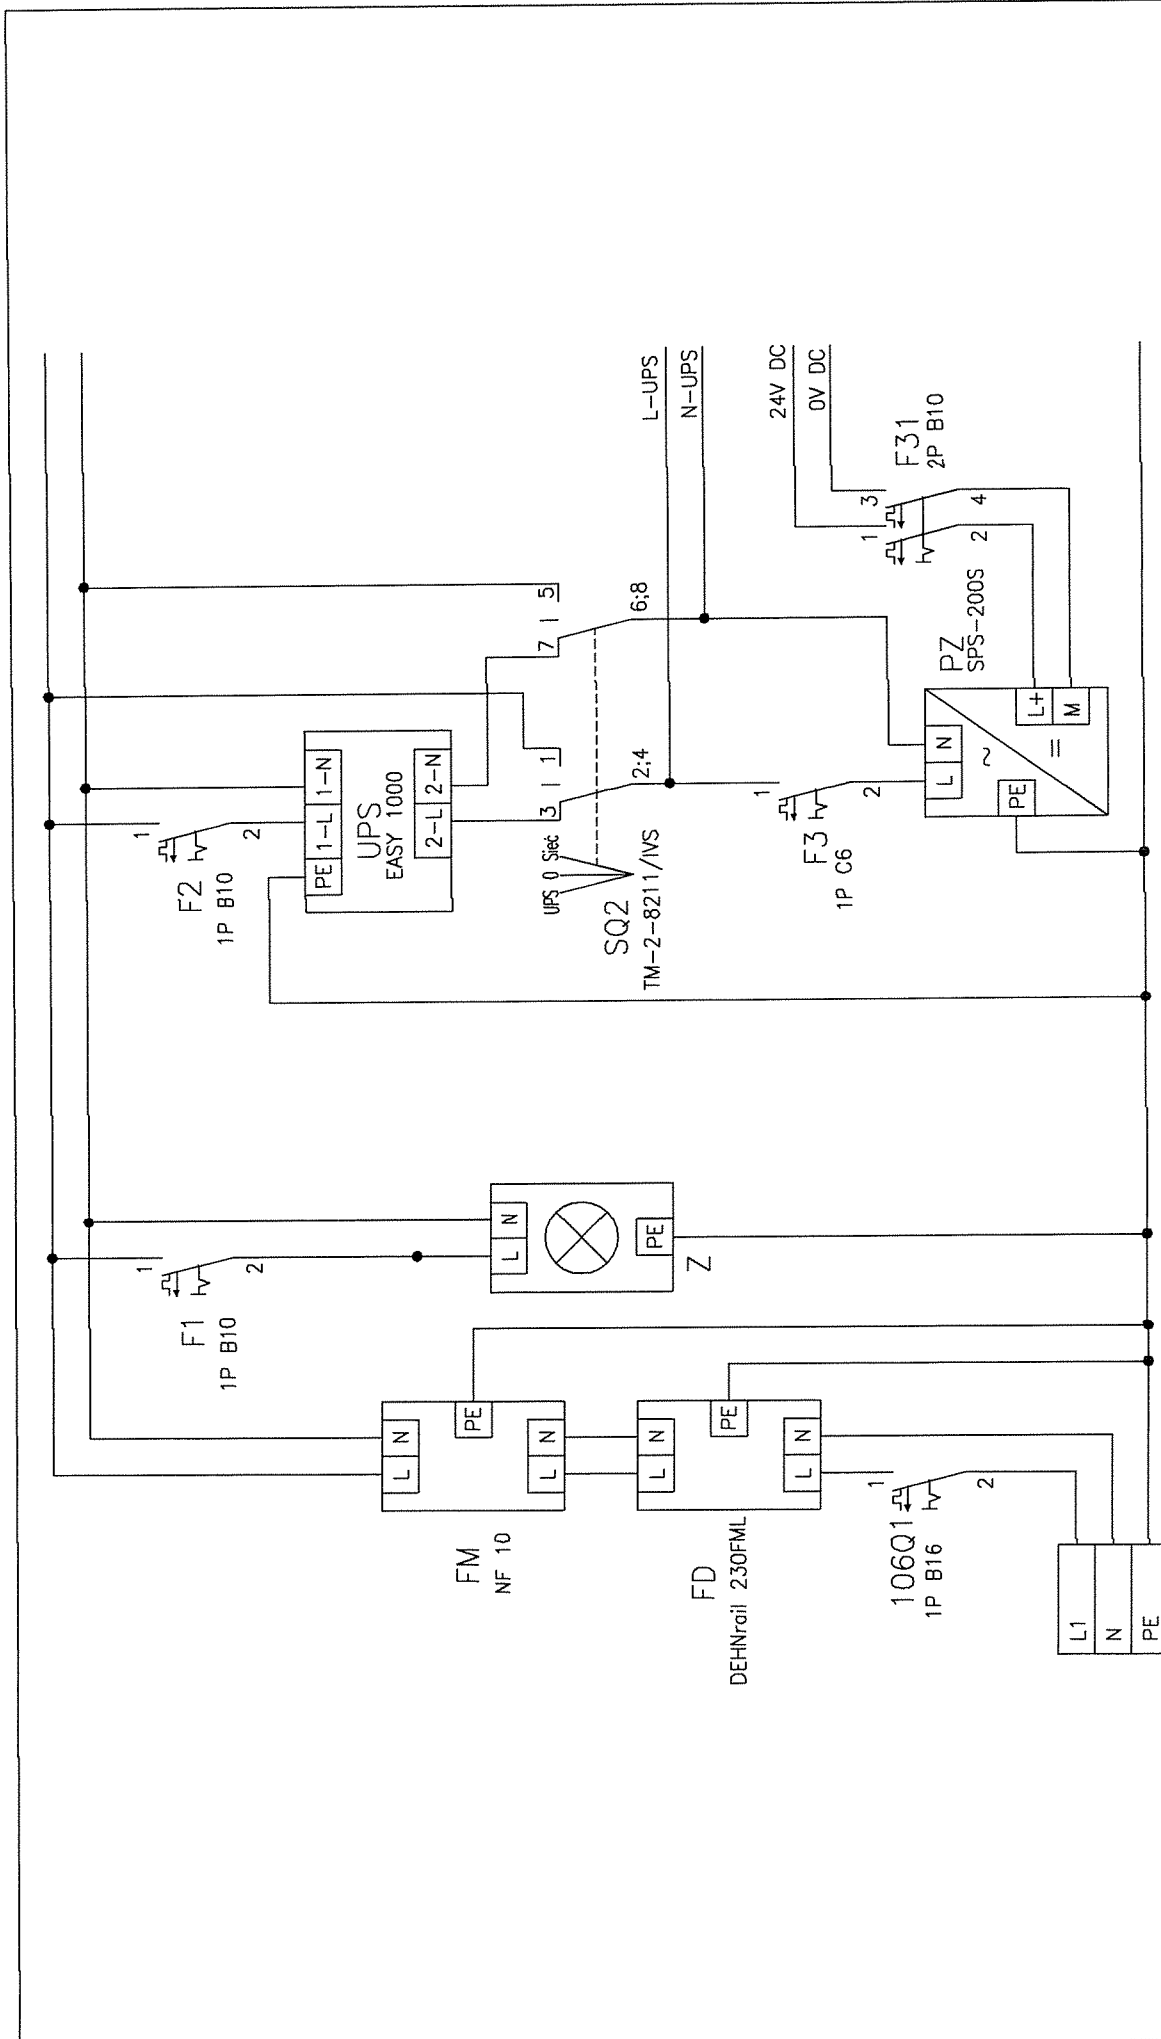 F1
1P B10
1
2
F2
1P B10
1
2
PE
1-L
1-N
UPS
EASY 1000
2-L
2-N
FM
NF 10
L
N
PE
L
N
L
N
PE
Z
UPS 0 Sieć
3
1
7
5
2;4
6;8
SQ2
TM-2-8211/IVS
L-UPS
N-UPS
FD
DEHNrail 230FML
L
N
PE
L
N
F3
1P C6
1
2
24V DC
0V DC
F31
2P B10
1
3
2
4
106Q1
1P B16
1
2
PZ
SPS-200S
L
N
PE
~
=
L+
M
L1
N
PE